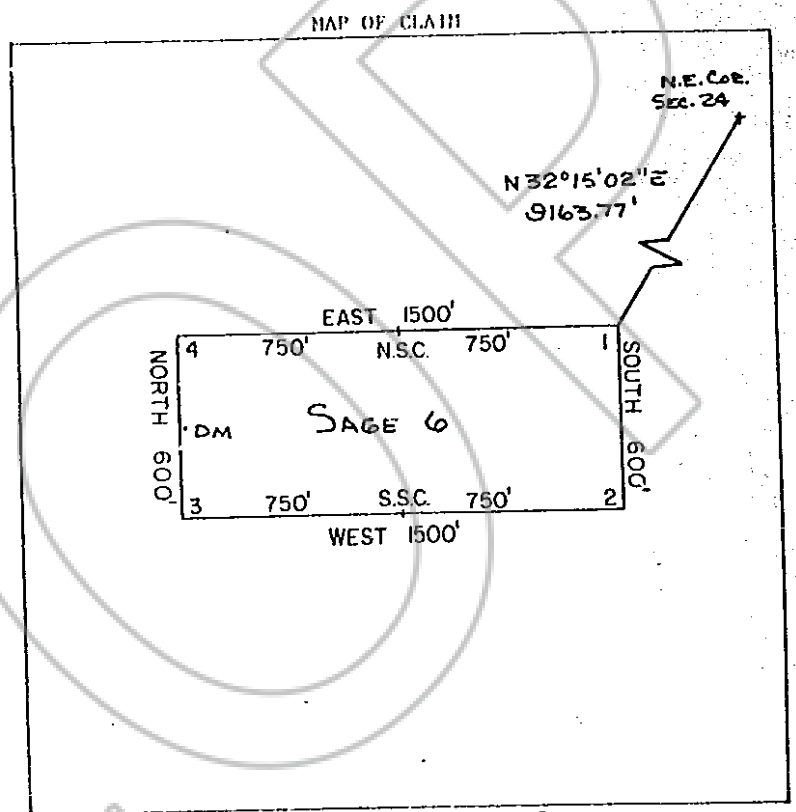 MAP OF CLAIM
N.E. COR.
SEC. 24
N 32°15'02" E
9163.77'
EAST 1500'
4 750' N.S.C. 750' 1
NORTH 600'
SOUTH 600'
DM
SAGE 6
3 750' S.S.C. 750' 2
WEST 1500'